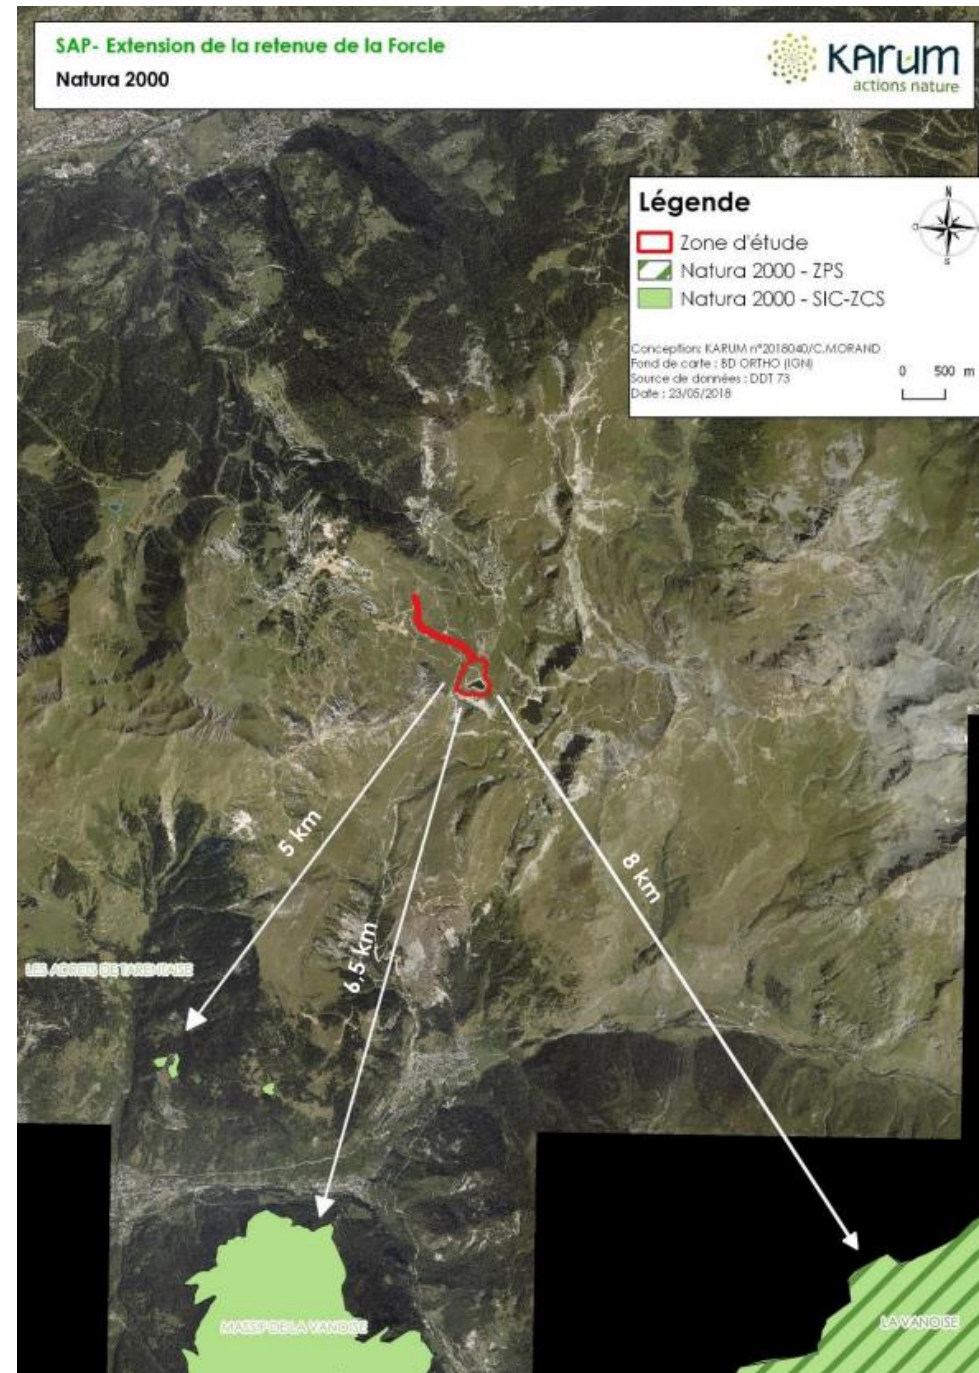 SAP- Extension de la retenue de la Forcle
Natura 2000
KARUM
actions nature
Légende
N
O
S
Zone d'étude
Natura 2000 - ZPS
Natura 2000 - SIC-ZCS
Conception: KARUM n°2018040/C.MORAND
Fond de carte : BD ORTHO (IGN)
Source de données : DDT 73
Date : 23/05/2018
0 500 m
5 km
6,5 km
8 km
LES ADRETS DE TARENTAISE
MASSIF DE LA VANOISE
LA VANOISE